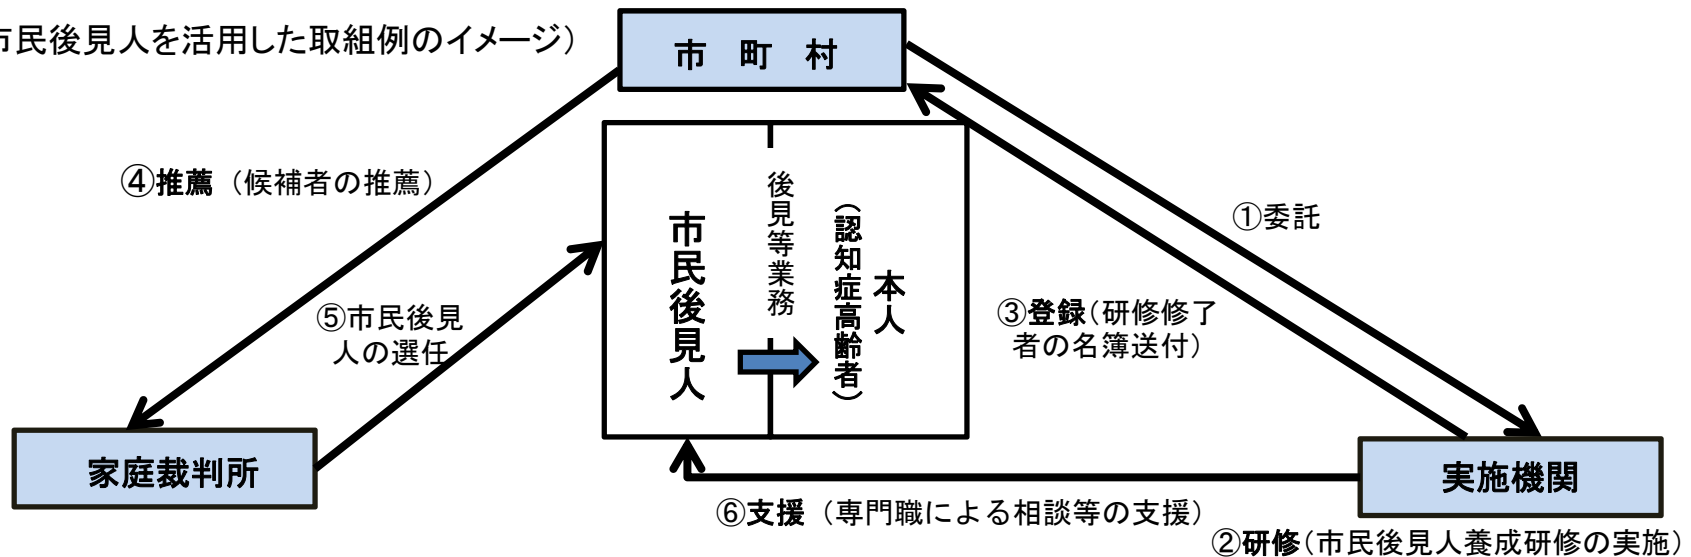 市民後見人を活用した取組例のイメージ）
市 町 村
④推薦（候補者の推薦）
①委託
後見等業務
市民後見人
本人
（認知症高齢者）
③登録（研修修了
者の名簿送付）
⑤市民後見
人の選任
家庭裁判所
実施機関
⑥支援（専門職による相談等の支援）
②研修（市民後見人養成研修の実施）